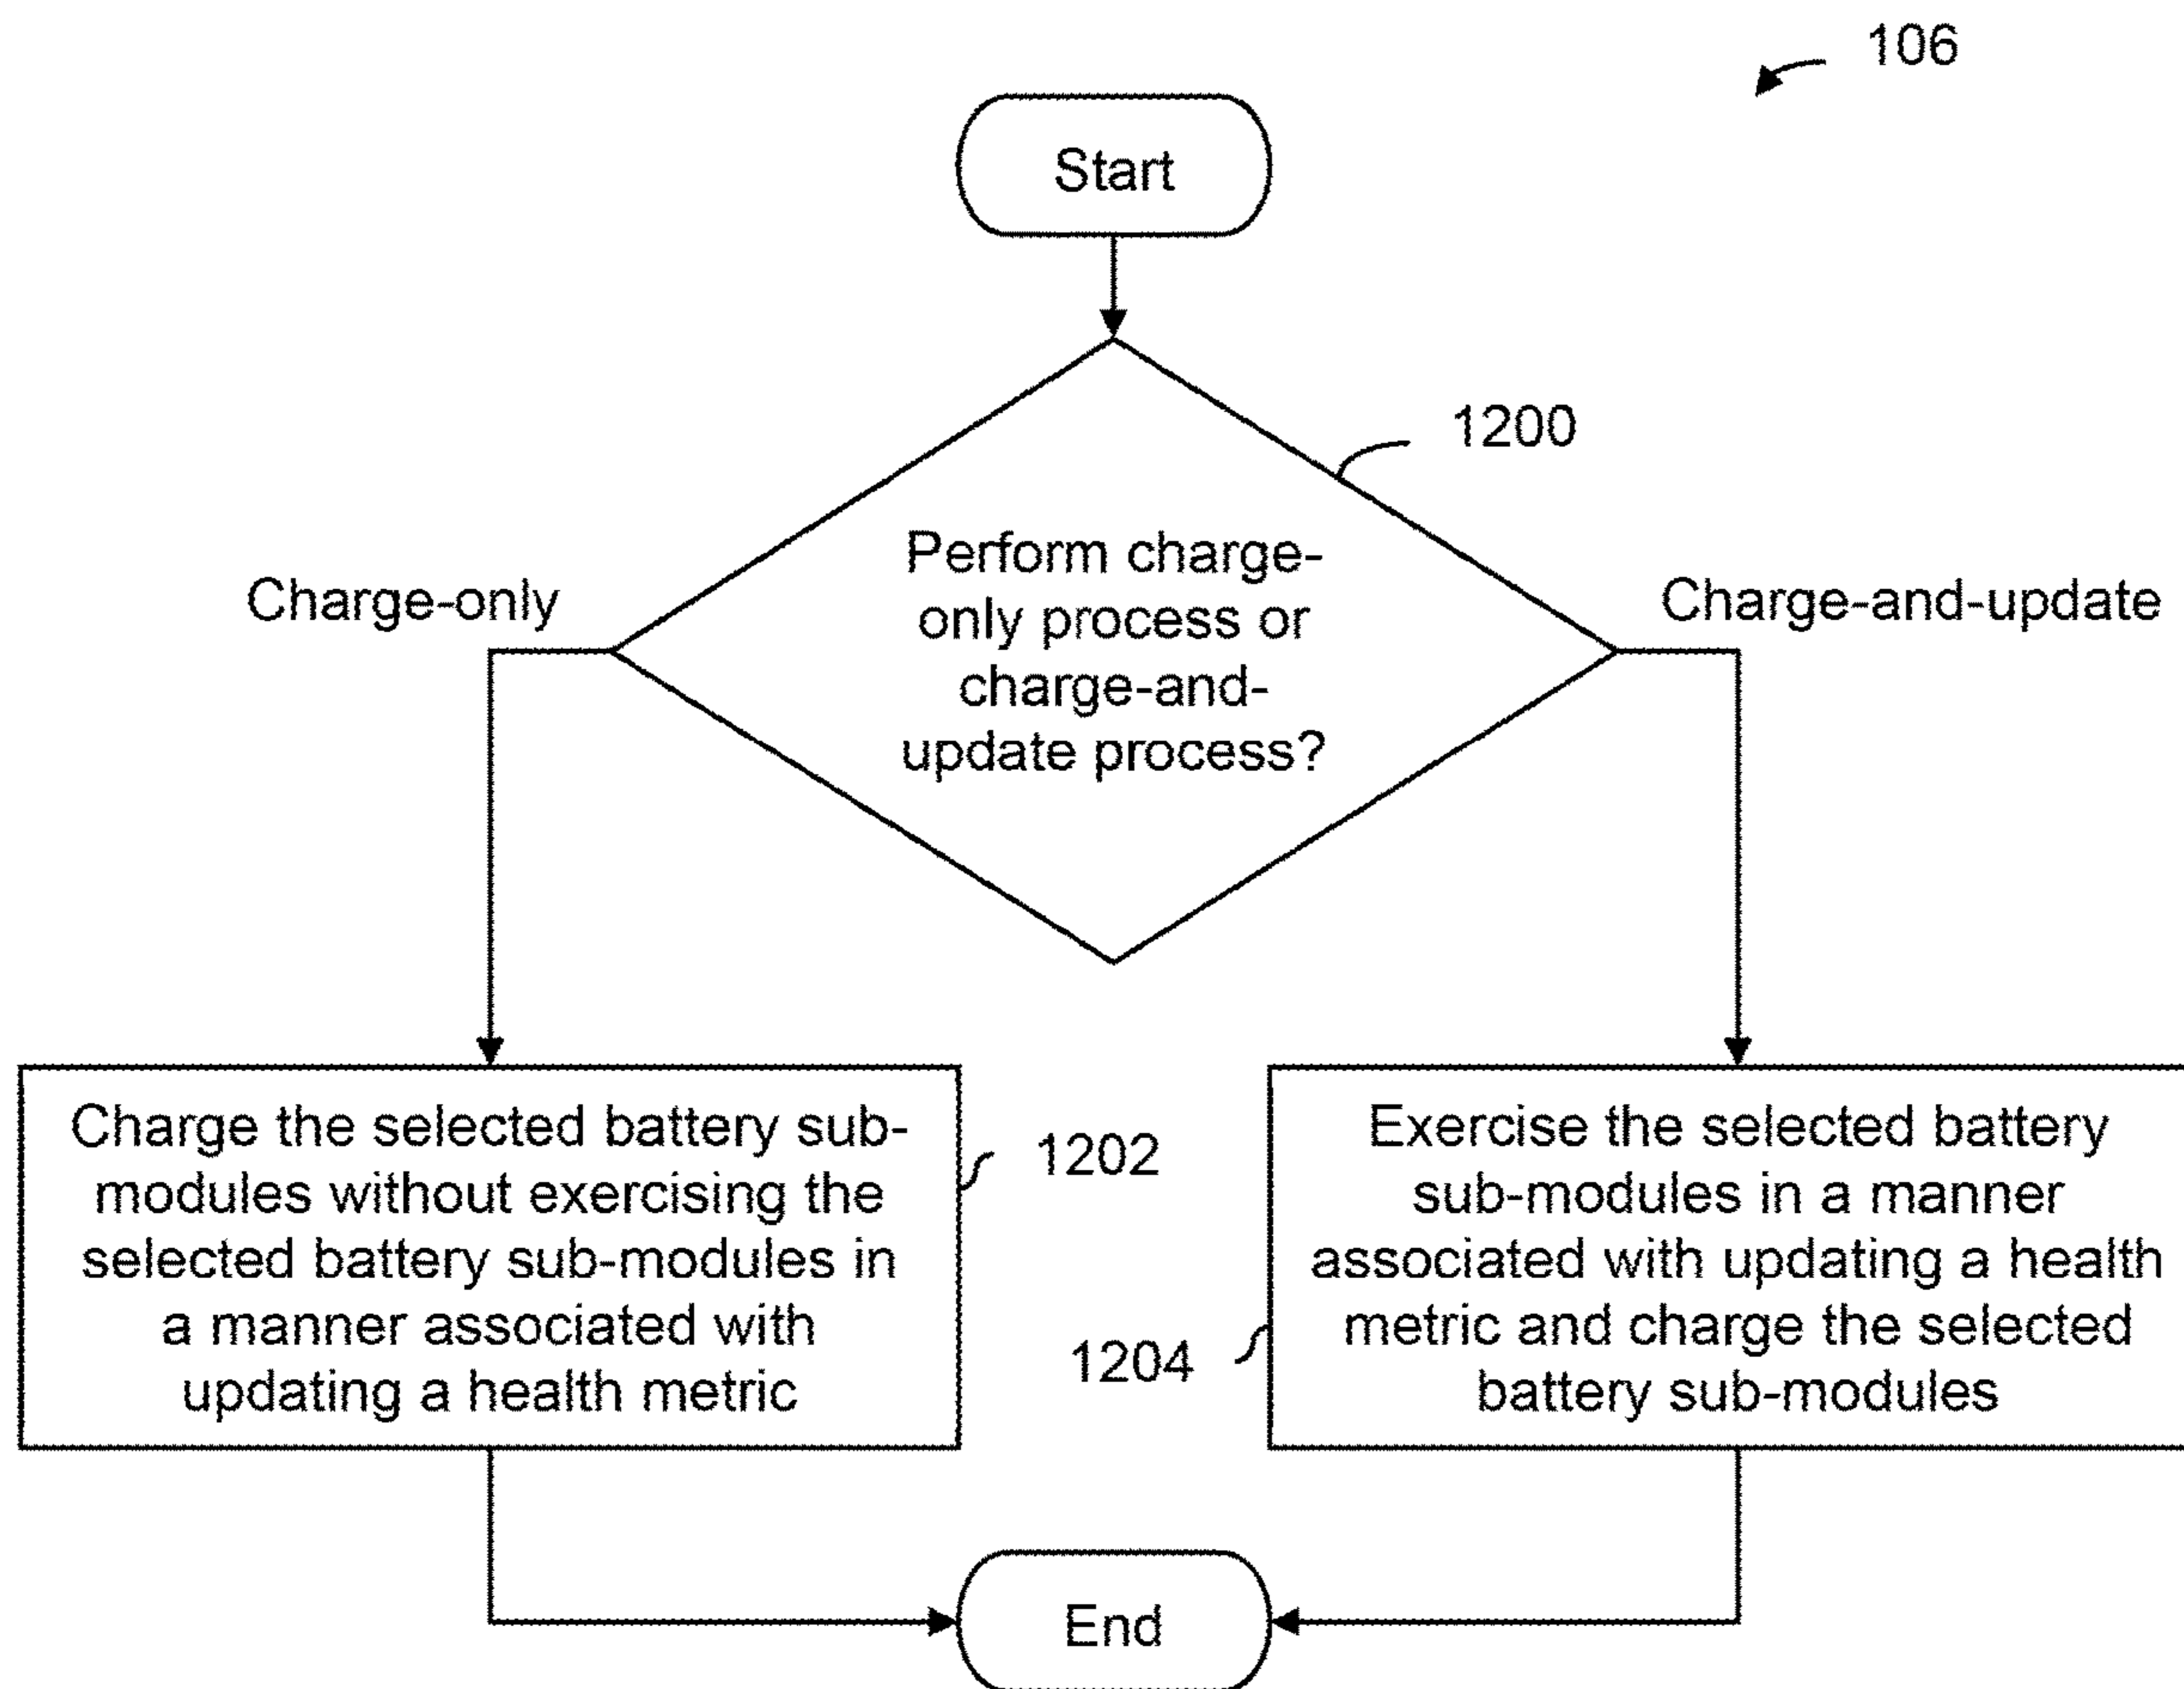 106
Start
1200
Perform charge-
only process or
charge-and-
update process?
Charge-only
Charge-and-update
Charge the selected battery sub-
modules without exercising the
selected battery sub-modules in
a manner associated with
updating a health metric
1202
Exercise the selected battery
sub-modules in a manner
associated with updating a health
metric and charge the selected
battery sub-modules
1204
End